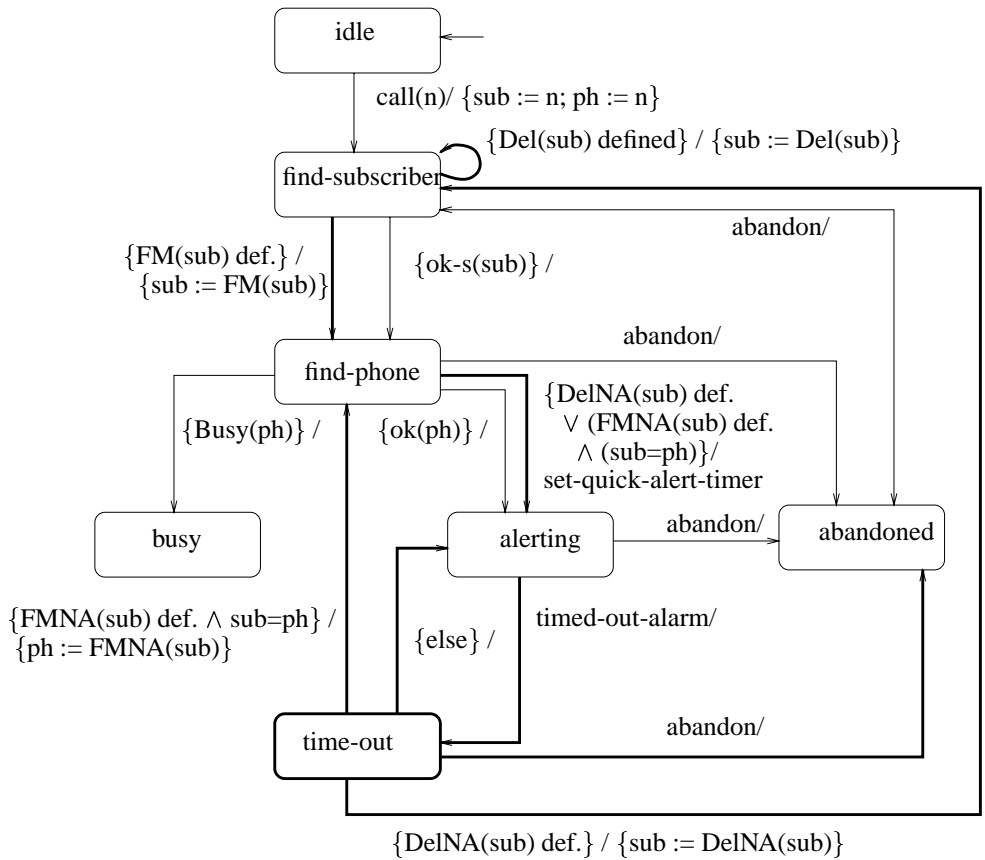 idle
call(n)/ {sub := n; ph := n}
{Del(sub) defined} / {sub := Del(sub)}
find-subscriber
abandon/
{FM(sub) def.} /
{sub := FM(sub)}
{ok-s(sub)} /
abandon/
find-phone
{DelNA(sub) def.
∨ (FMNA(sub) def.
∧ (sub=ph)}/
set-quick-alert-timer
{Busy(ph)} /
{ok(ph)} /
busy
alerting
abandon/
abandoned
{FMNA(sub) def. ∧ sub=ph} /
{ph := FMNA(sub)}
{else} /
timed-out-alarm/
time-out
abandon/
{DelNA(sub) def.} / {sub := DelNA(sub)}